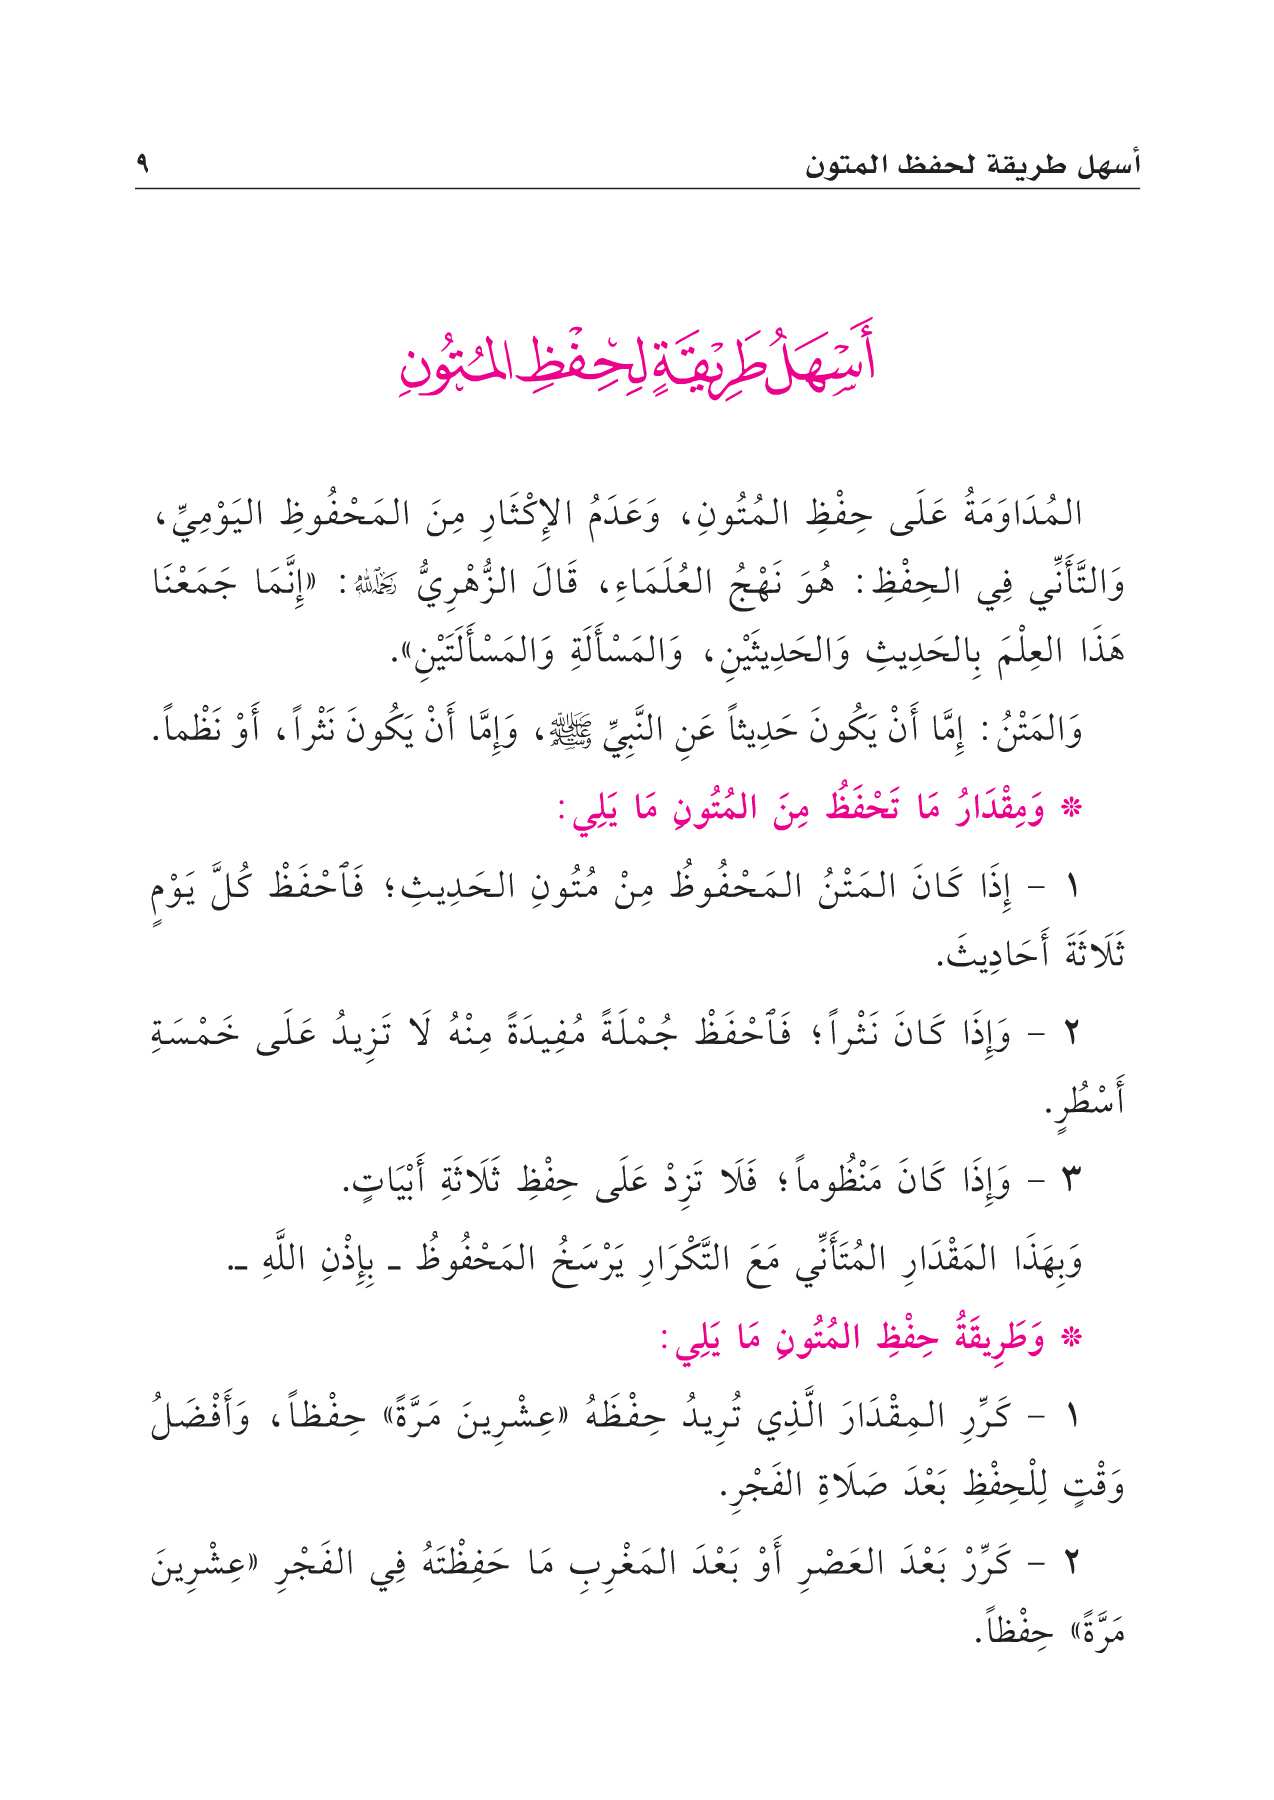 أسهل طريقة لحفظ المتون ٩
أَسْهَلُ طَرِيْقَةٍ لِحِفْظِ المُتُونِ
المُدَاوَمَةُ عَلَى حِفْظِ المُتُونِ، وَعَدَمُ الإِكْثَارِ مِنَ المَحْفُوظِ اليَوْمِيِّ،
وَالتَّأَنِّي فِي الحِفْظِ: هُوَ نَهْجُ العُلَمَاءِ، قَالَ الزُّهْرِيُّ رَحِمَهُ اللَّهُ: «إِنَّمَا جَمَعْنَا
هَذَا العِلْمَ بِالحَدِيثِ وَالحَدِيثَيْنِ، وَالمَسْأَلَةِ وَالمَسْأَلَتَيْنِ».
وَالمَتْنُ: إِمَّا أَنْ يَكُونَ حَدِيثاً عَنِ النَّبِيِّ ﷺ، وَإِمَّا أَنْ يَكُونَ نَثْراً، أَوْ نَظْماً.
* وَمِقْدَارُ مَا تَحْفَظُ مِنَ المُتُونِ مَا يَلِي:
١ - إِذَا كَانَ المَتْنُ المَحْفُوظُ مِنْ مُتُونِ الحَدِيثِ؛ فَٱحْفَظْ كُلَّ يَوْمٍ
ثَلَاثَةَ أَحَادِيثَ.
٢ - وَإِذَا كَانَ نَثْراً؛ فَٱحْفَظْ جُمْلَةً مُفِيدَةً مِنْهُ لَا تَزِيدُ عَلَى خَمْسَةِ
أَسْطُرٍ.
٣ - وَإِذَا كَانَ مَنْظُوماً؛ فَلَا تَزِدْ عَلَى حِفْظِ ثَلَاثَةِ أَبْيَاتٍ.
وَبِهَذَا المَقْدَارِ المُتَأَنِّي مَعَ التَّكْرَارِ يَرْسَخُ المَحْفُوظُ ـ بِإِذْنِ اللَّهِ ـ.
* وَطَرِيقَةُ حِفْظِ المُتُونِ مَا يَلِي:
١ - كَرِّرِ المِقْدَارَ الَّذِي تُرِيدُ حِفْظَهُ «عِشْرِينَ مَرَّةً» حِفْظاً، وَأَفْضَلُ
وَقْتٍ لِلْحِفْظِ بَعْدَ صَلَاةِ الفَجْرِ.
٢ - كَرِّرْ بَعْدَ العَصْرِ أَوْ بَعْدَ المَغْرِبِ مَا حَفِظْتَهُ فِي الفَجْرِ «عِشْرِينَ
مَرَّةً» حِفْظاً.